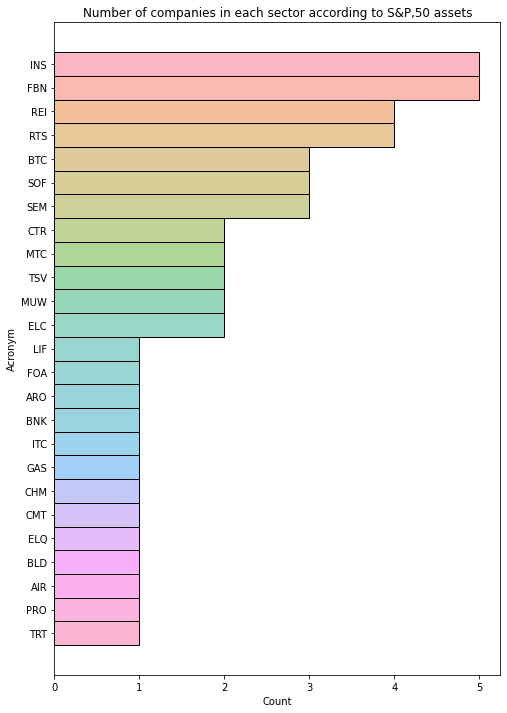 Number of companies in each sector according to S&P,50 assets
INS
FBN
REI
RTS
BTC
SOF
SEM
CTR
MTC
TSV
MUW
ELC
LIF
FOA
ARO
BNK
ITC
GAS
CHM
CMT
ELQ
BLD
AIR
PRO
TRT
Acronym
0 1 2 3 4 5
Count